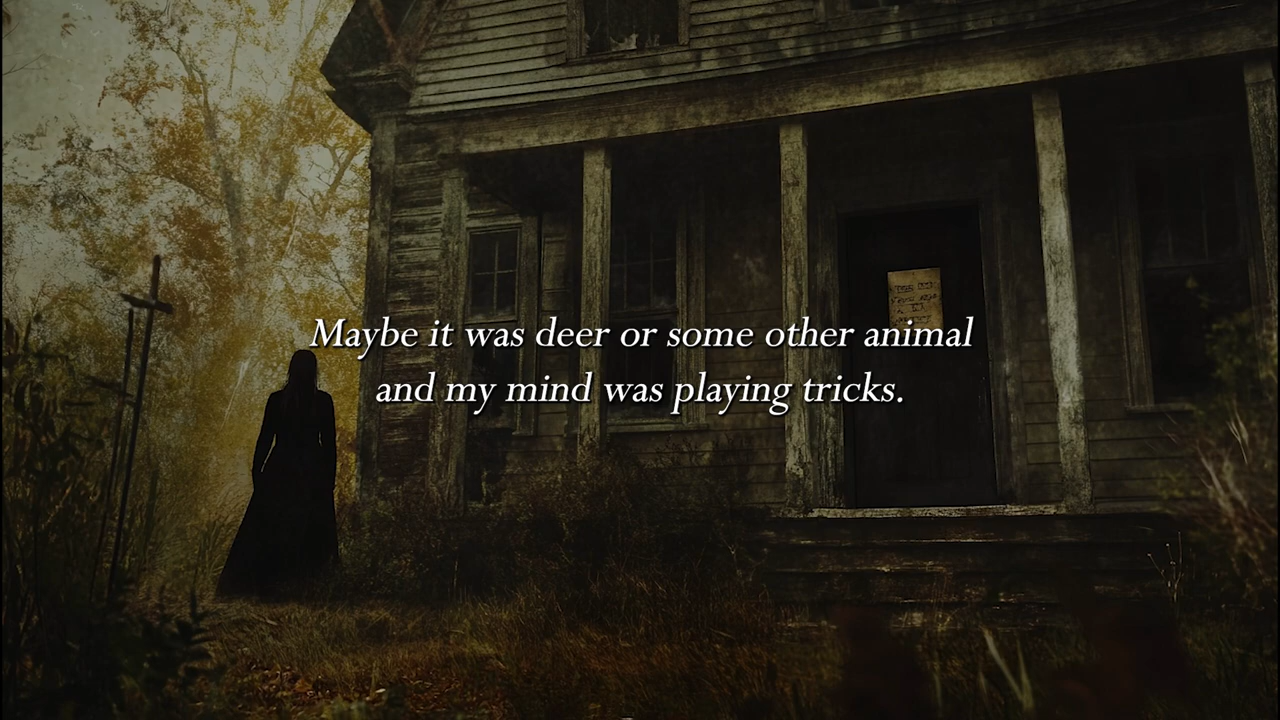 Maybe it was deer or some other animal
and my mind was playing tricks.